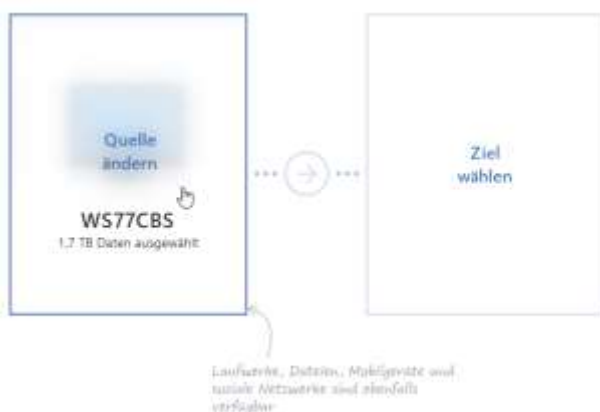 Quelle
ändern
WS77CBS
1,7 TB Daten ausgewählt
Ziel
wählen
Laufwerke, Dateien, Mobilgeräte und
soziale Netzwerke sind ebenfalls
verfügbar